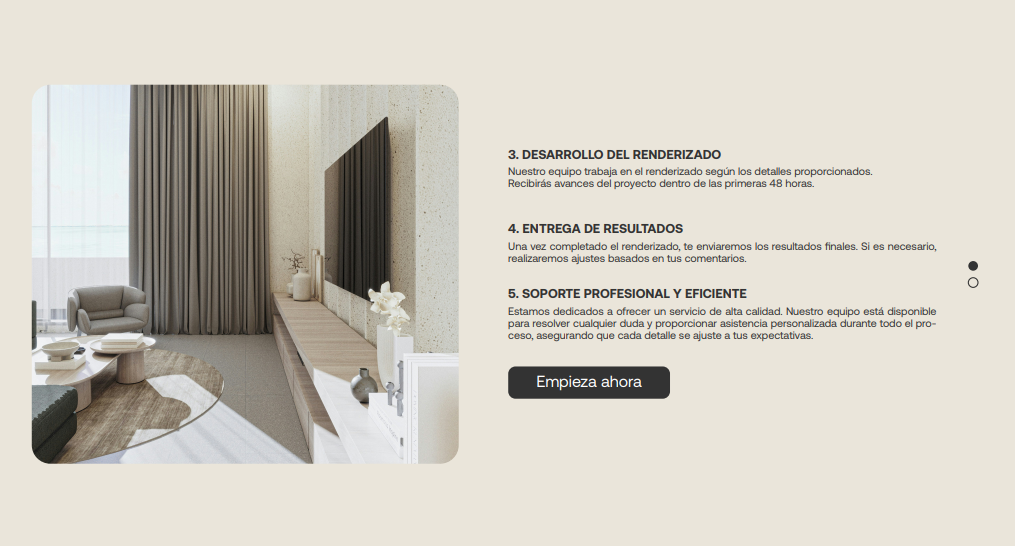 3. DESARROLLO DEL RENDERIZADO
Nuestro equipo trabaja en el renderizado según los detalles proporcionados.
Recibirás avances del proyecto dentro de las primeras 48 horas.
4. ENTREGA DE RESULTADOS
Una vez completado el renderizado, te enviaremos los resultados finales. Si es necesario,
realizaremos ajustes basados en tus comentarios.
5. SOPORTE PROFESIONAL Y EFICIENTE
Estamos dedicados a ofrecer un servicio de alta calidad. Nuestro equipo está disponible
para resolver cualquier duda y proporcionar asistencia personalizada durante todo el pro-
ceso, asegurando que cada detalle se ajuste a tus expectativas.
Empieza ahora